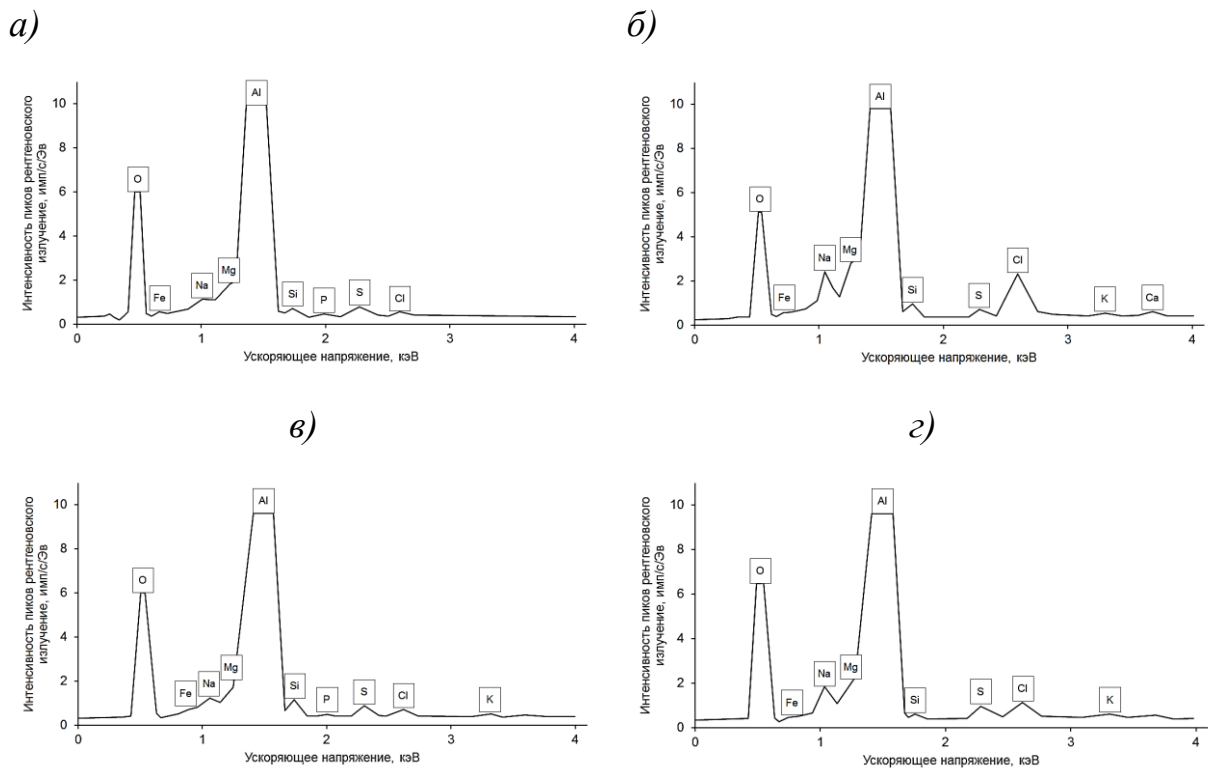 а)
Интенсивность пиков рентгеновского
излучение, имп/с/Эв
10
8
6
4
2
0
O
Fe
Na
Mg
Al
Si
P
S
Cl
0 1 2 3 4
Ускоряющее напряжение, кэВ
б)
Интенсивность пиков рентгеновского
излучение, имп/с/Эв
10
8
6
4
2
0
O
Fe
Na
Mg
Al
Si
S
Cl
K
Ca
0 1 2 3 4
Ускоряющее напряжение, кэВ
в)
Интенсивность пиков рентгеновского
излучение, имп/с/Эв
10
8
6
4
2
0
O
Fe
Na
Mg
Al
Si
P
S
Cl
K
0 1 2 3 4
Ускоряющее напряжение, кэВ
г)
Интенсивность пиков рентгеновского
излучение, имп/с/Эв
10
8
6
4
2
0
O
Fe
Na
Mg
Al
Si
S
Cl
K
0 1 2 3 4
Ускоряющее напряжение, кэВ